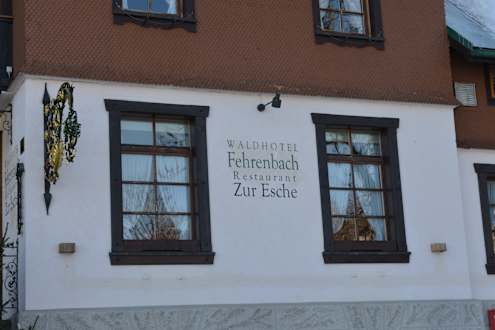 WALDHOTEL
Fehrenbach
Restaurant
Zur Esche